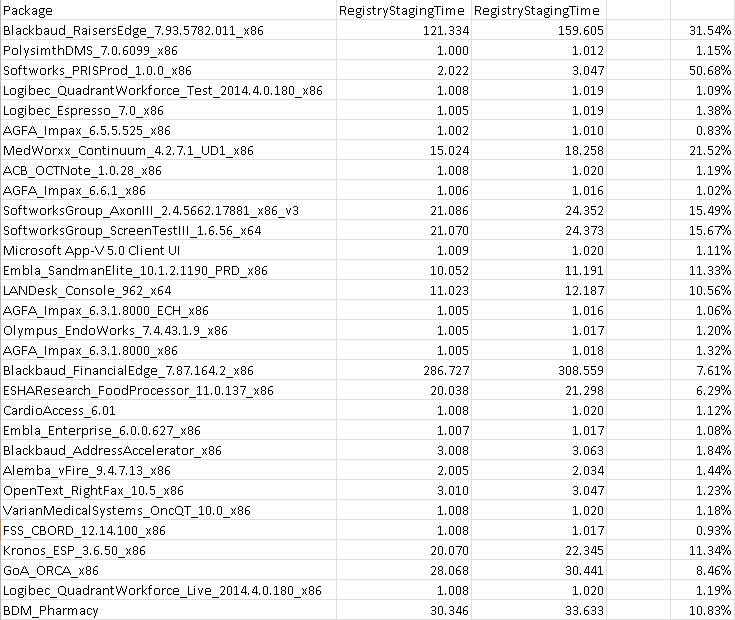 Package RegistryStagingTime RegistryStagingTime
Blackbaud_RaisersEdge_7.93.5782.011_x86 121.334 159.605 31.54%
PolysimthDMS_7.0.6099_x86 1.000 1.012 1.15%
Softworks_PRISProd_1.0.0_x86 2.022 3.047 50.68%
Logibec_QuadrantWorkforce_Test_2014.4.0.180_x86 1.008 1.019 1.09%
Logibec_Espresso_7.0_x86 1.005 1.019 1.38%
AGFA_Impax_6.5.5.525_x86 1.002 1.010 0.83%
MedWorxx_Continuum_4.2.7.1_UD1_x86 15.024 18.258 21.52%
ACB_OCTNote_1.0.28_x86 1.008 1.020 1.19%
AGFA_Impax_6.6.1_x86 1.006 1.016 1.02%
SoftworksGroup_AxonIII_2.4.5662.17881_x86_v3 21.086 24.352 15.49%
SoftworksGroup_ScreenTestIII_1.6.56_x64 21.070 24.373 15.67%
Microsoft App-V 5.0 Client UI 1.009 1.020 1.11%
Embla_SandmanElite_10.1.2.1190_PRD_x86 10.052 11.191 11.33%
LANDesk_Console_962_x64 11.023 12.187 10.56%
AGFA_Impax_6.3.1.8000_ECH_x86 1.005 1.016 1.06%
Olympus_EndoWorks_7.4.43.1.9_x86 1.005 1.017 1.20%
AGFA_Impax_6.3.1.8000_x86 1.005 1.018 1.32%
Blackbaud_FinancialEdge_7.87.164.2_x86 286.727 308.559 7.61%
ESHAResearch_FoodProcessor_11.0.137_x86 20.038 21.298 6.29%
CardioAccess_6.01 1.008 1.020 1.12%
Embla_Enterprise_6.0.0.627_x86 1.007 1.017 1.08%
Blackbaud_AddressAccelerator_x86 3.008 3.063 1.84%
Alemba_vFire_9.4.7.13_x86 2.005 2.034 1.44%
OpenText_RightFax_10.5_x86 3.010 3.047 1.23%
VarianMedicalSystems_OncQT_10.0_x86 1.008 1.020 1.18%
FSS_CBORD_12.14.100_x86 1.008 1.017 0.93%
Kronos_ESP_3.6.50_x86 20.070 22.345 11.34%
GoA_ORCA_x86 28.068 30.441 8.46%
Logibec_QuadrantWorkforce_Live_2014.4.0.180_x86 1.008 1.020 1.19%
BDM_Pharmacy 30.346 33.633 10.83%